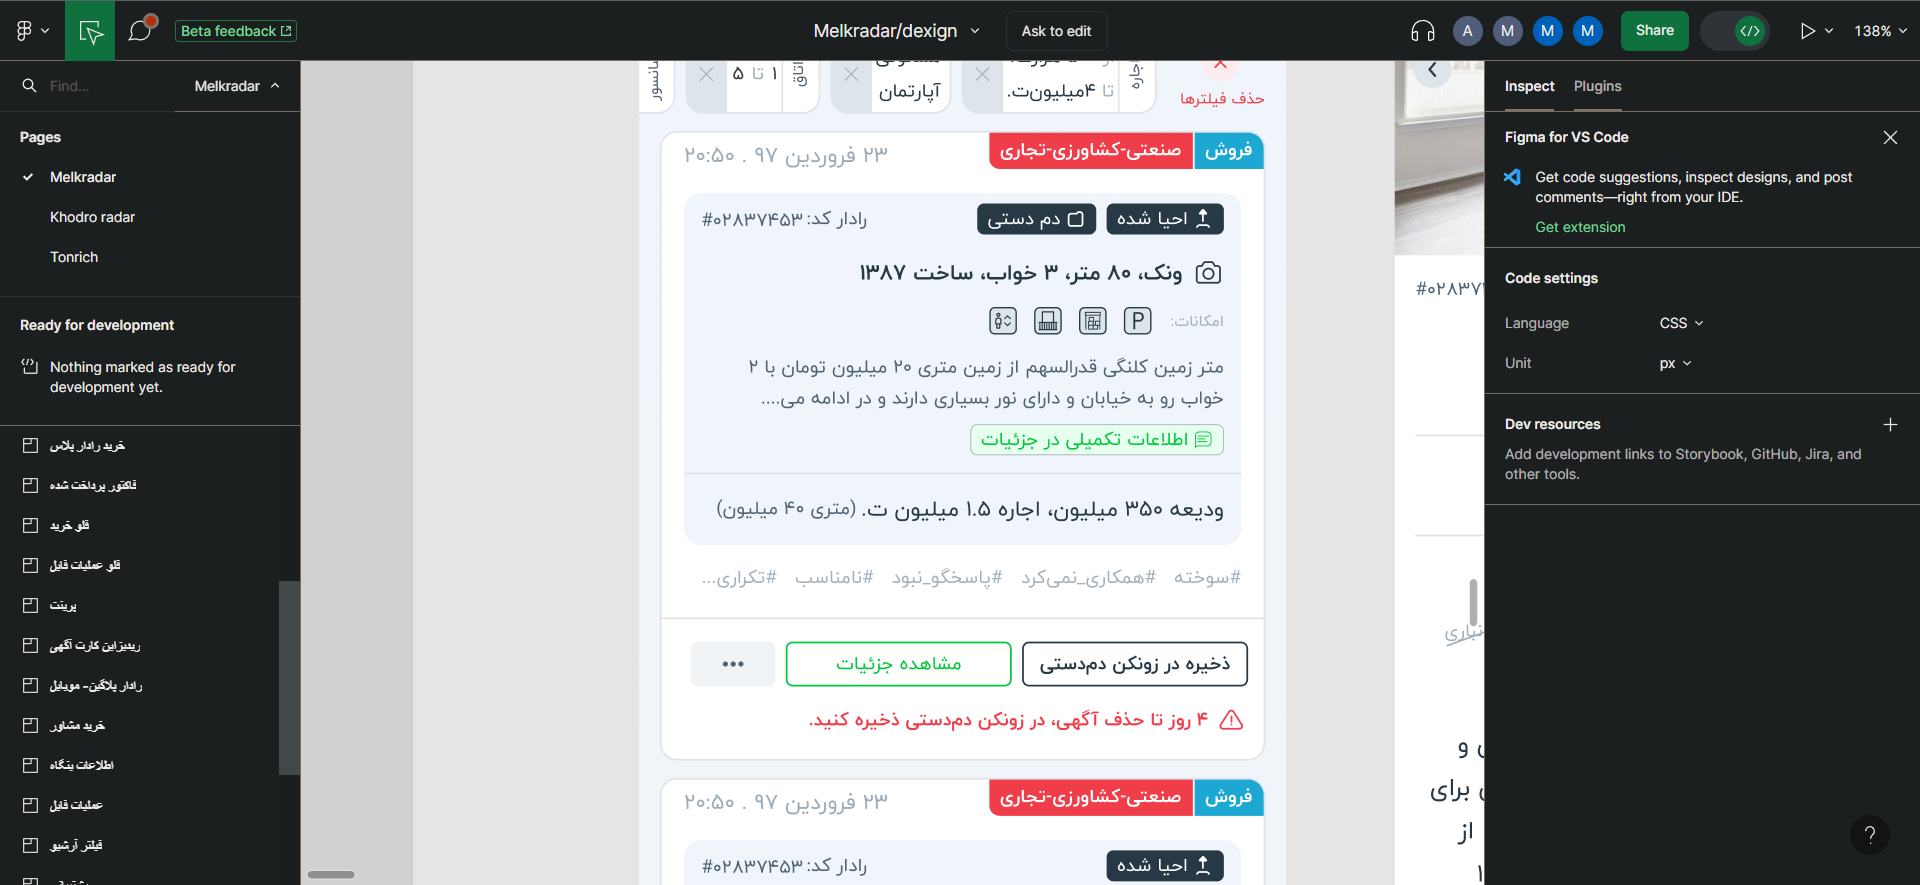 Beta feedback
Melkradar/dexign
Ask to edit
A
M
M
M
Share
138%
Find...
Melkradar
Pages
Melkradar
Khodro radar
Tonrich
Ready for development
Nothing marked as ready for
development yet.
خرید رادار پلاس
فاکتور پرداخت شده
فلو خرید
فلو عملیات فایل
پرینت
ریدیزاین کارت آگهی
رادار پلاگین- موبایل
خرید مشاور
اطلاعات بنگاه
عملیات فایل
فیلتر آرشیو
۱ تا ۵
اتاق
آپارتمان
تا ۴میلیون‌ت.
حذف فیلترها
فروش
صنعتی-کشاورزی-تجاری
۲۳ فروردین ۹۷ . ۲۰:۵۰
احیا شده
دم دستی
رادار کد: ۰۲۸۳۷۴۵۳#
ونک، ۸۰ متر، ۳ خواب، ساخت ۱۳۸۷
امکانات:
P
متر زمین کلنگی قدرالسهم از زمین متری ۲۰ میلیون تومان با ۲
خواب رو به خیابان و دارای نور بسیاری دارند و در ادامه می....
اطلاعات تکمیلی در جزئیات
ودیعه ۳۵۰ میلیون، اجاره ۱.۵ میلیون ت. (متری ۴۰ میلیون)
#سوخته #همکاری_نمی‌کرد #پاسخگو_نبود #نامناسب #تکراری...
ذخیره در زونکن دم‌دستی
مشاهده جزئیات
۴ روز تا حذف آگهی، در زونکن دم‌دستی ذخیره کنید.
فروش
صنعتی-کشاورزی-تجاری
۲۳ فروردین ۹۷ . ۲۰:۵۰
احیا شده
رادار کد: ۰۲۸۳۷۴۵۳#
و
برای
از
Inspect
Plugins
Figma for VS Code
Get code suggestions, inspect designs, and post
comments—right from your IDE.
Get extension
Code settings
Language
CSS
Unit
px
Dev resources
Add development links to Storybook, GitHub, Jira, and
other tools.
?